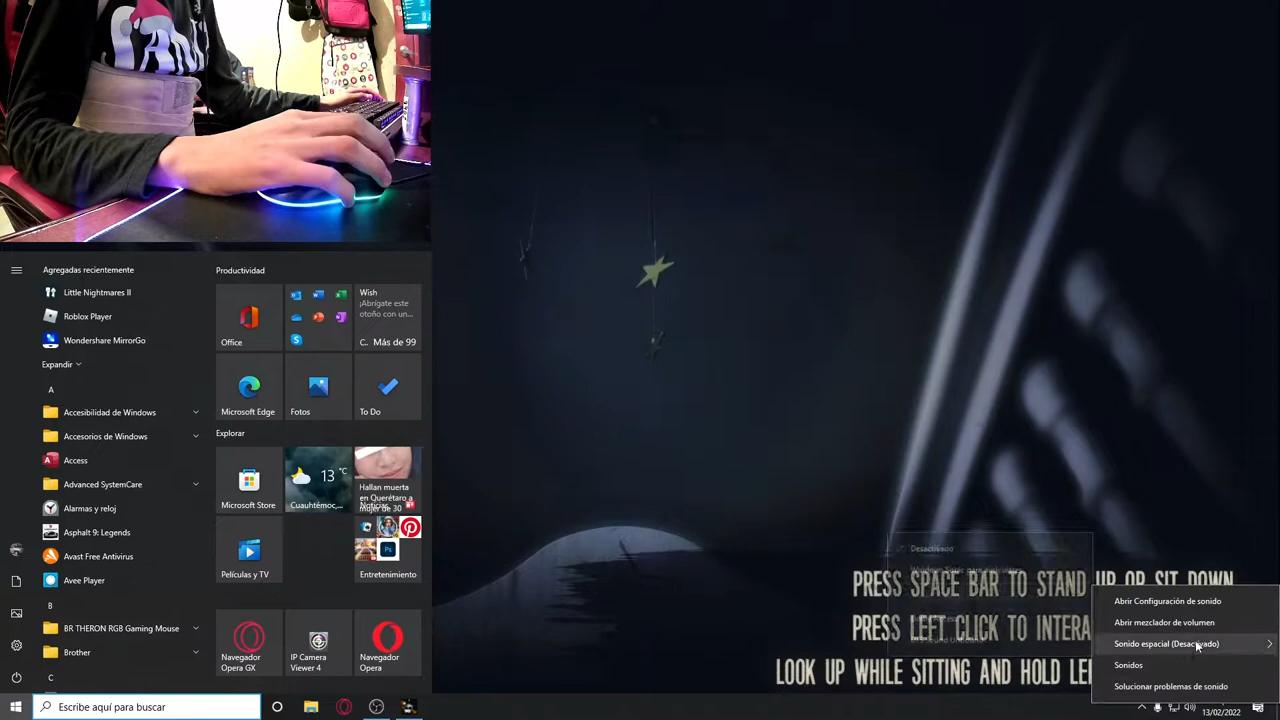 Agregadas recientemente
Little Nightmares II
Roblox Player
Wondershare MirrorGo
Expandir
A
Accesibilidad de Windows
Accesorios de Windows
Access
Advanced SystemCare
Alarmas y reloj
Asphalt 9: Legends
Avast Free Antivirus
Avee Player
B
BR THERON RGB Gaming Mouse
Brother
C
Productividad
Office
Wish
¡Abrígate este
otoño con un...
C.. Más de 99
Microsoft Edge
Fotos
To Do
Explorar
Microsoft Store
13 °C
Cuauhtémoc,...
Hallan muerta
en Querétaro a
mujer de 30
Noticias
Películas y TV
Ps
Entretenimiento
Navegador
Opera GX
IP Camera
Viewer 4
Navegador
Opera
Desactivado
PRESS SPACE BAR TO STAND UP OR SIT DOWN
PRESS LEFT CLICK TO INTERA
LOOK UP WHILE SITTING AND HOLD LE
Abrir Configuración de sonido
Abrir mezclador de volumen
Sonido espacial (Desactivado)
Sonidos
Solucionar problemas de sonido
Escribe aquí para buscar
13/02/2022